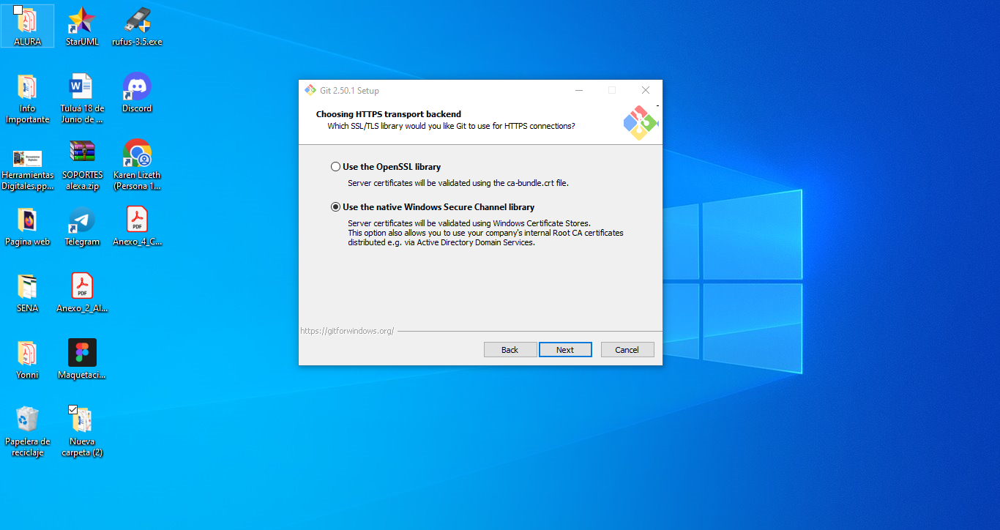 ALURA
StarUML
rufus-3.5.exe
Info
Importante
Tuluá 18 de
Junio de ...
Discord
Herramientas
Digitales.pp...
SOPORTES
alexa.zip
Karen Lizeth
(Persona 1...
Pagina web
Telegram
PDF
Anexo_4_C...
SENA
PDF
Anexo_2_Al...
Yonni
Maquetaci...
Papelera de
reciclaje
Nueva
carpeta (2)
Git 2.50.1 Setup
Choosing HTTPS transport backend
Which SSL/TLS library would you like Git to use for HTTPS connections?
Use the OpenSSL library
Server certificates will be validated using the ca-bundle.crt file.
Use the native Windows Secure Channel library
Server certificates will be validated using Windows Certificate Stores.
This option also allows you to use your company's internal Root CA certificates
distributed e.g. via Active Directory Domain Services.
https://gitforwindows.org/
Back
Next
Cancel